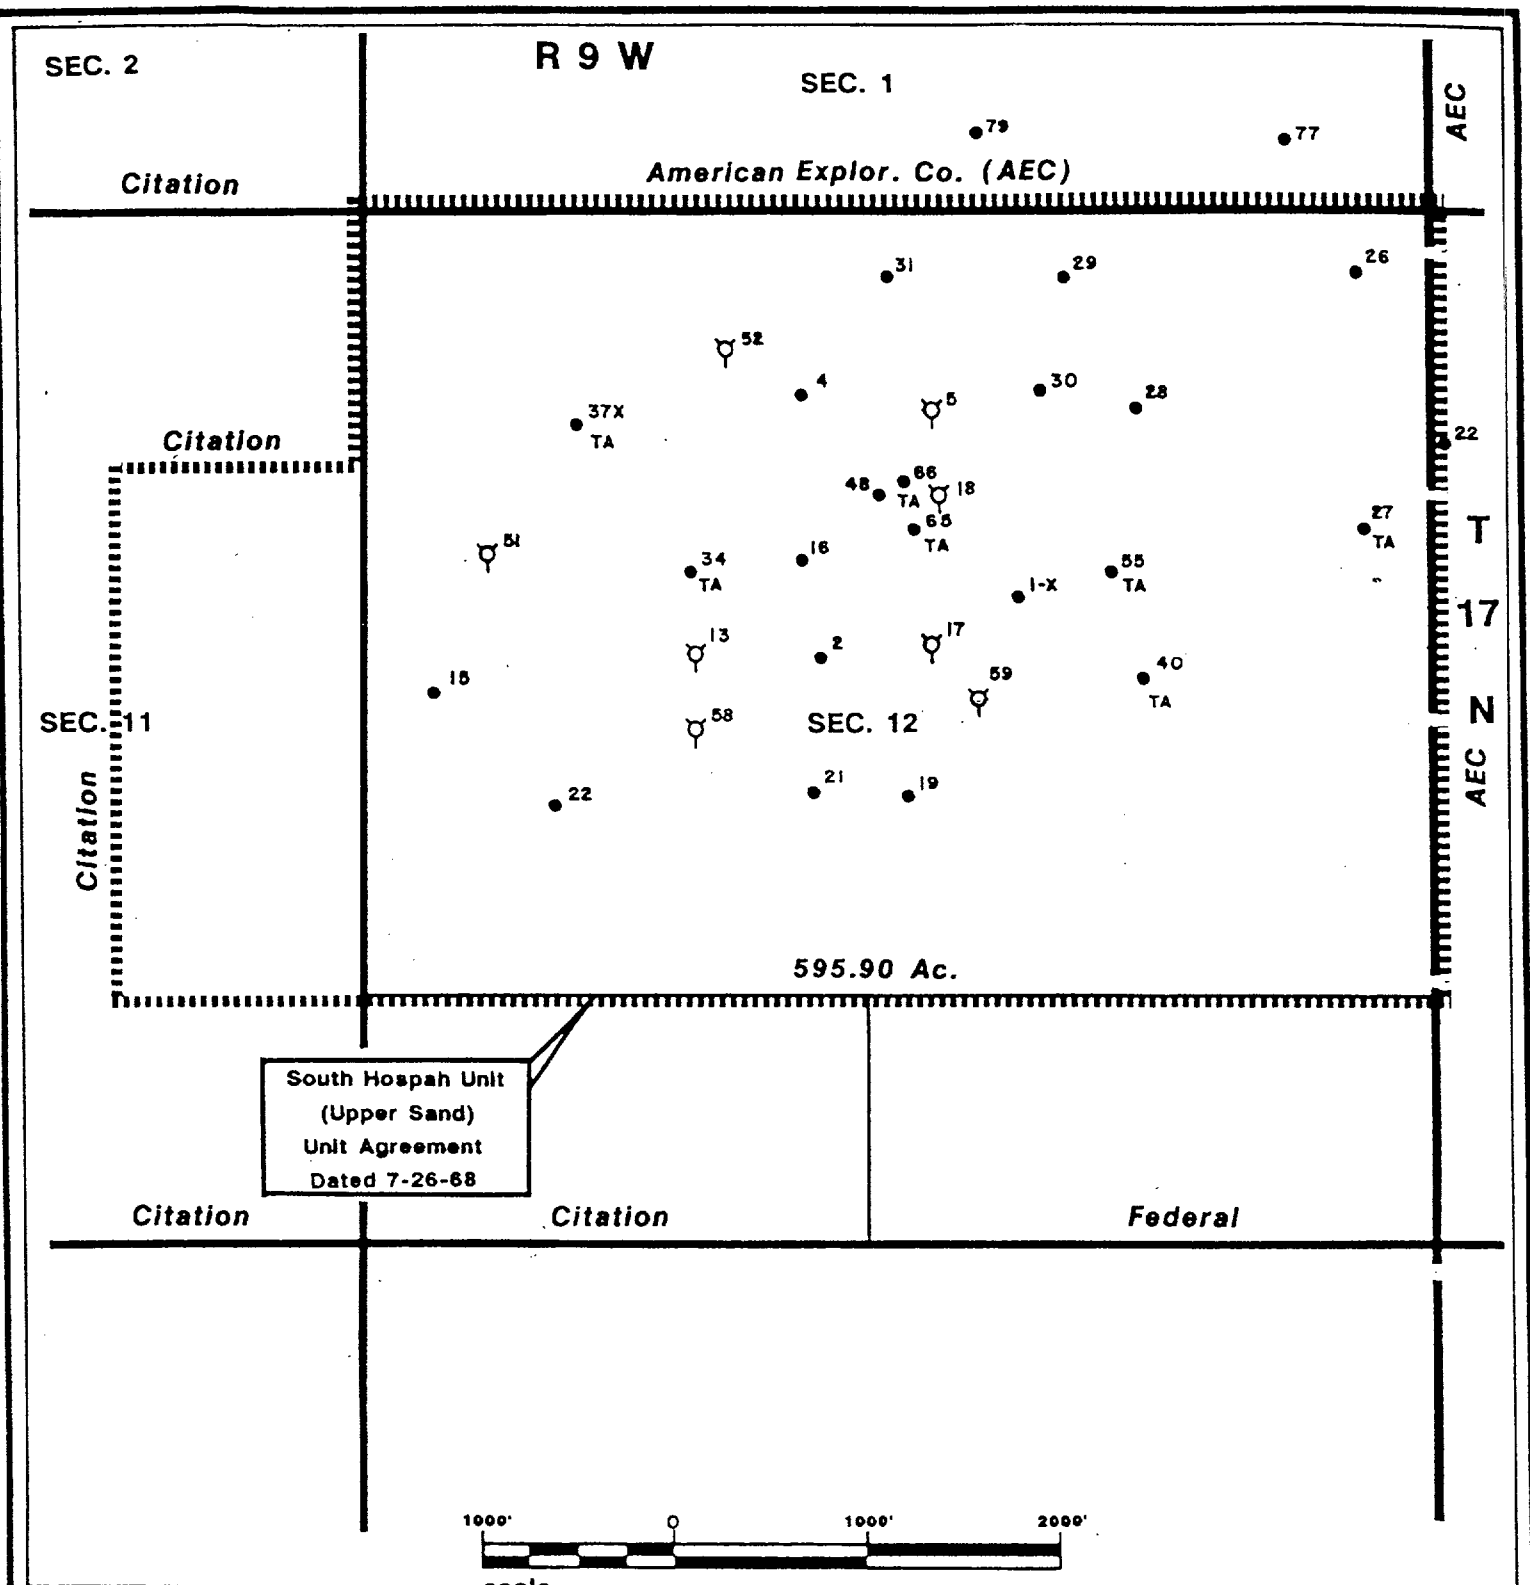 R 9 W
SEC. 2
SEC. 1
AEC
79
77
American Explor. Co. (AEC)
Citation
31
29
26
52
4
5
30
28
37X
TA
22
Citation
48
66
TA
18
65
TA
27
TA
T
51
16
34
TA
55
TA
1-X
17
13
2
17
59
40
TA
15
N
SEC. 11
58
SEC. 12
AEC
Citation
22
21
19
595.90 Ac.
South Hospah Unit
(Upper Sand)
Unit Agreement
Dated 7-26-68
Citation
Citation
Federal
1000'
0
1000'
2000'
scale